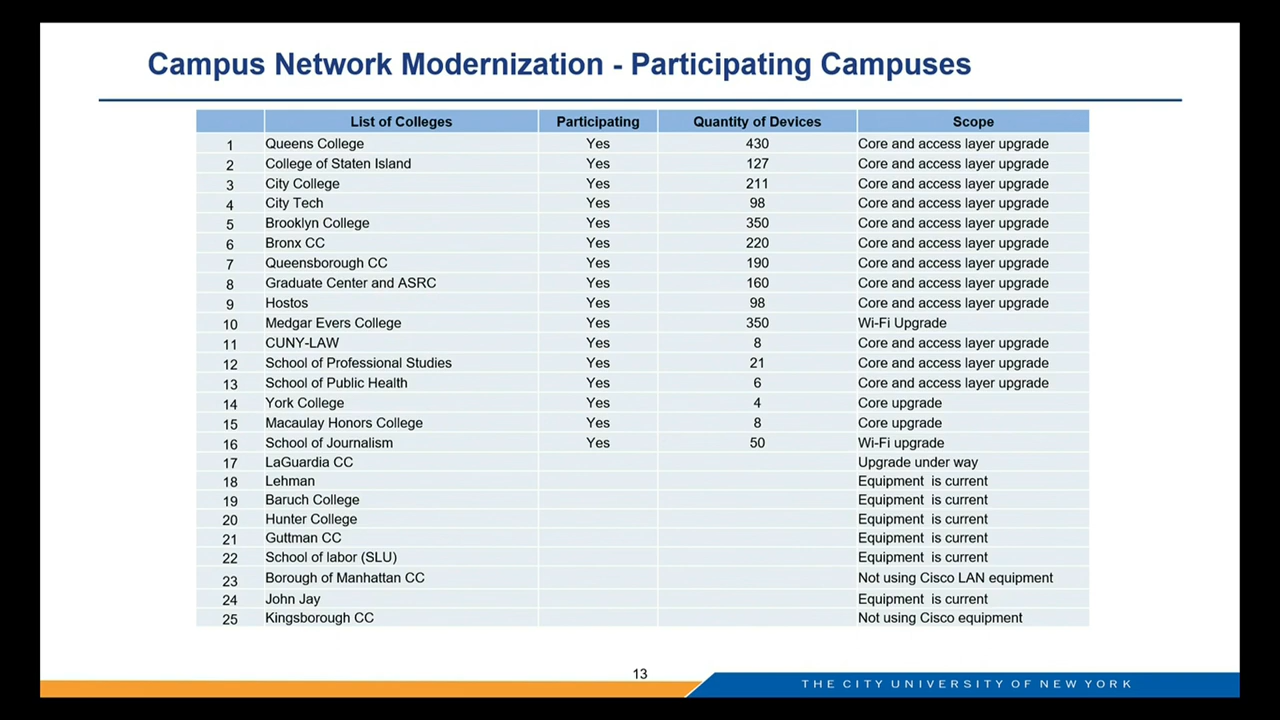 Campus Network Modernization - Participating Campuses
List of Colleges Participating Quantity of Devices Scope
1 Queens College Yes 430 Core and access layer upgrade
2 College of Staten Island Yes 127 Core and access layer upgrade
3 City College Yes 211 Core and access layer upgrade
4 City Tech Yes 98 Core and access layer upgrade
5 Brooklyn College Yes 350 Core and access layer upgrade
6 Bronx CC Yes 220 Core and access layer upgrade
7 Queensborough CC Yes 190 Core and access layer upgrade
8 Graduate Center and ASRC Yes 160 Core and access layer upgrade
9 Hostos Yes 98 Core and access layer upgrade
10 Medgar Evers College Yes 350 Wi-Fi Upgrade
11 CUNY-LAW Yes 8 Core and access layer upgrade
12 School of Professional Studies Yes 21 Core and access layer upgrade
13 School of Public Health Yes 6 Core and access layer upgrade
14 York College Yes 4 Core upgrade
15 Macaulay Honors College Yes 8 Core upgrade
16 School of Journalism Yes 50 Wi-Fi upgrade
17 LaGuardia CC Upgrade under way
18 Lehman Equipment is current
19 Baruch College Equipment is current
20 Hunter College Equipment is current
21 Guttman CC Equipment is current
22 School of labor (SLU) Equipment is current
23 Borough of Manhattan CC Not using Cisco LAN equipment
24 John Jay Equipment is current
25 Kingsborough CC Not using Cisco equipment
13
THE CITY UNIVERSITY OF NEW YORK